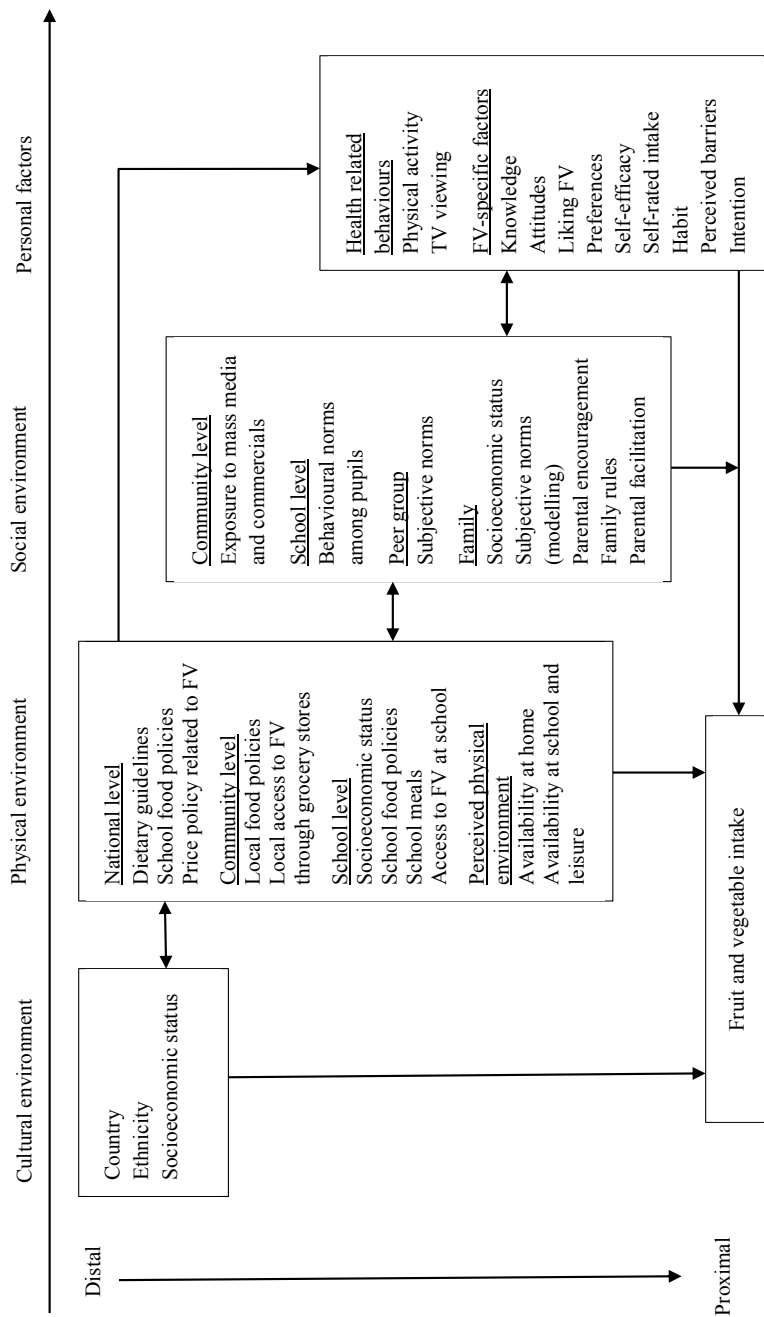 Cultural environment
Physical environment
Social environment
Personal factors
Distal
Proximal
Country
Ethnicity
Socioeconomic status
National level
Dietary guidelines
School food policies
Price policy related to FV
Community level
Local food policies
Local access to FV
through grocery stores
School level
Socioeconomic status
School food policies
School meals
Access to FV at school
Perceived physical
environment
Availability at home
Availability at school and
leisure
Community level
Exposure to mass media
and commercials
School level
Behavioural norms
among pupils
Peer group
Subjective norms
Family
Socioeconomic status
Subjective norms
(modelling)
Parental encouragement
Family rules
Parental facilitation
Health related
behaviours
Physical activity
TV viewing
FV-specific factors
Knowledge
Attitudes
Liking FV
Preferences
Self-efficacy
Self-rated intake
Habit
Perceived barriers
Intention
Fruit and vegetable intake